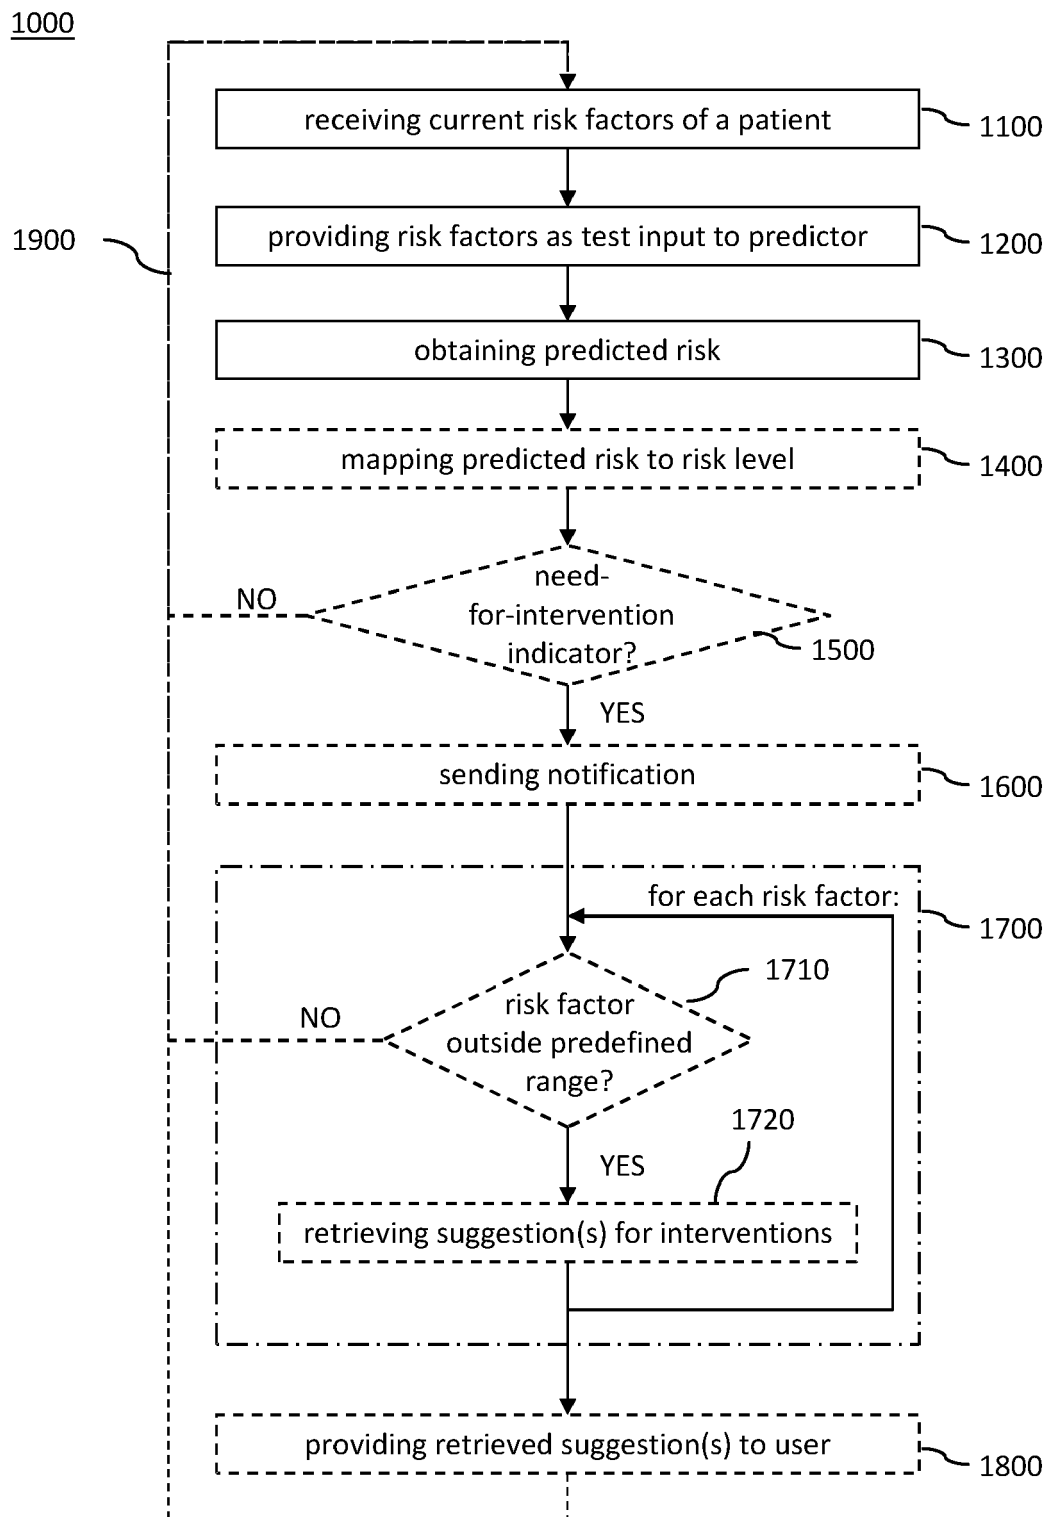 1000
receiving current risk factors of a patient
1100
1900
providing risk factors as test input to predictor
1200
obtaining predicted risk
1300
mapping predicted risk to risk level
1400
need-
for-intervention
indicator?
NO
1500
YES
sending notification
1600
for each risk factor:
1700
1710
risk factor
outside predefined
range?
NO
1720
YES
retrieving suggestion(s) for interventions
providing retrieved suggestion(s) to user
1800